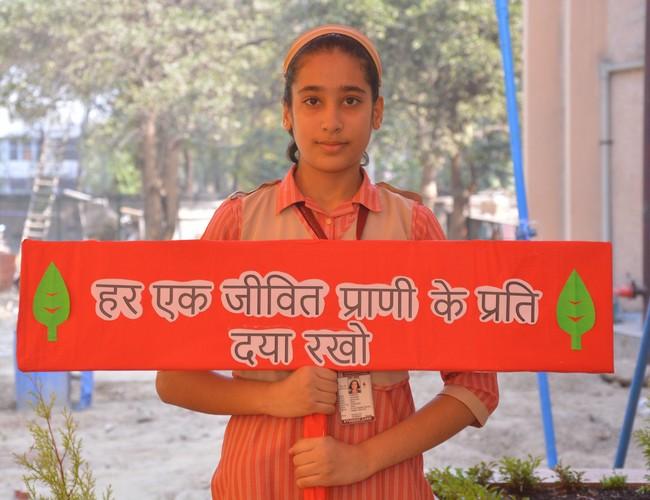 हर एक जीवित प्राणी के प्रति
दया रखो